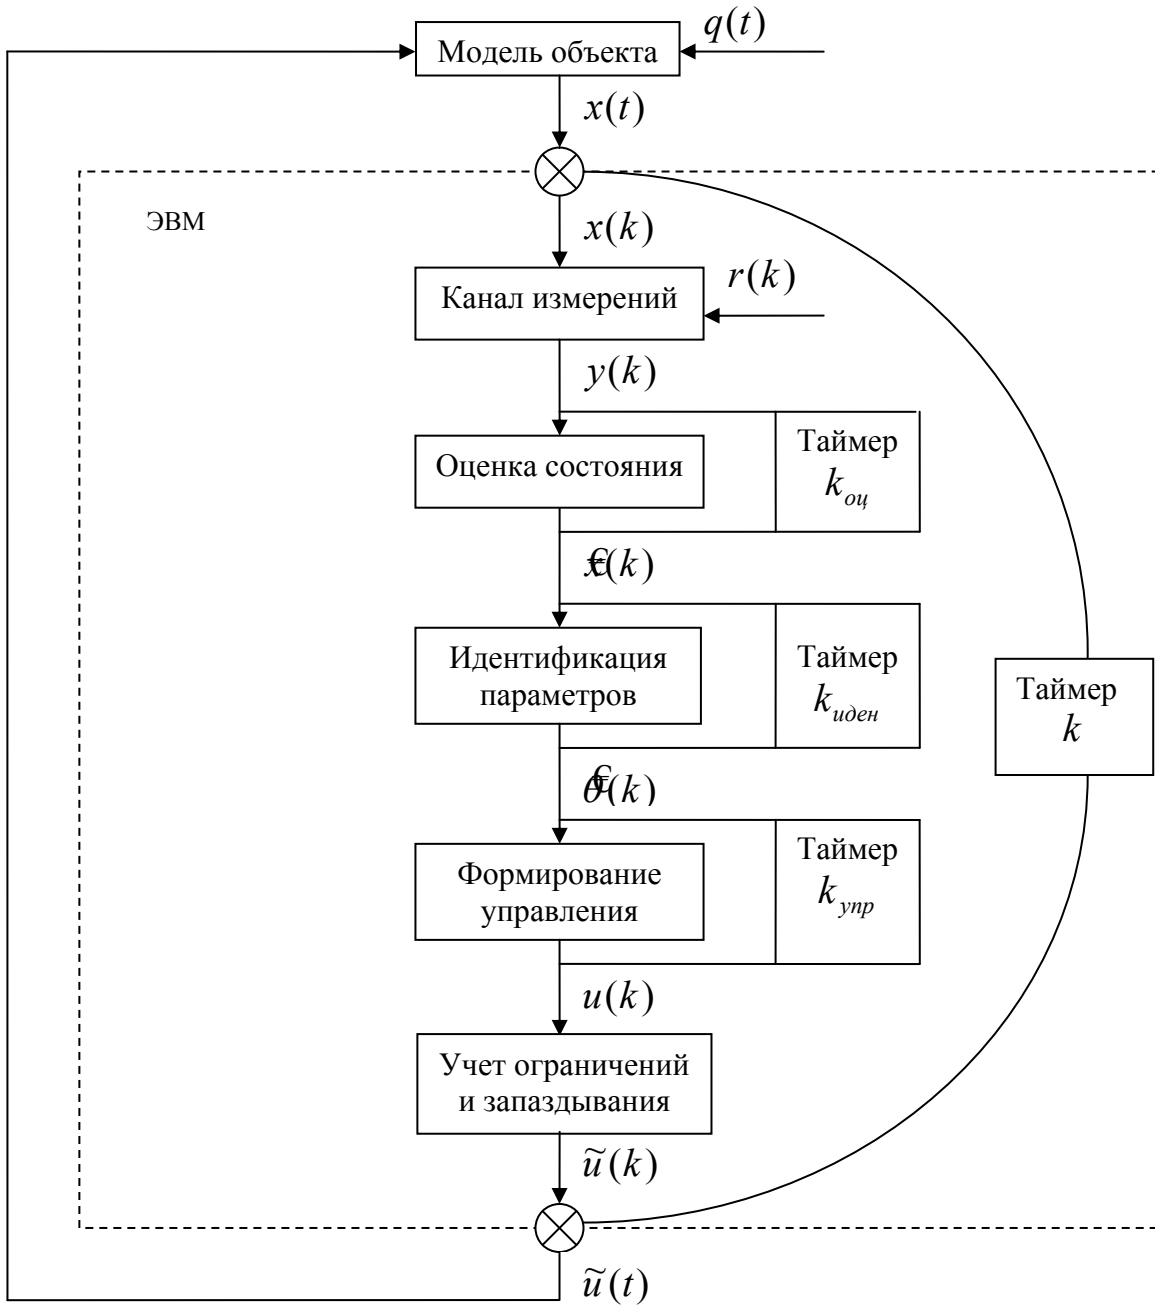 q(t)
Модель объекта
x(t)
ЭВМ
x(k)
r(k)
Канал измерений
y(k)
Таймер
k_оц
Оценка состояния
€x(k)
Идентификация
параметров
Таймер
k_иден
Таймер
k
€θ(k)
Формирование
управления
Таймер
k_упр
u(k)
Учет ограничений
и запаздывания
ũ(k)
ũ(t)